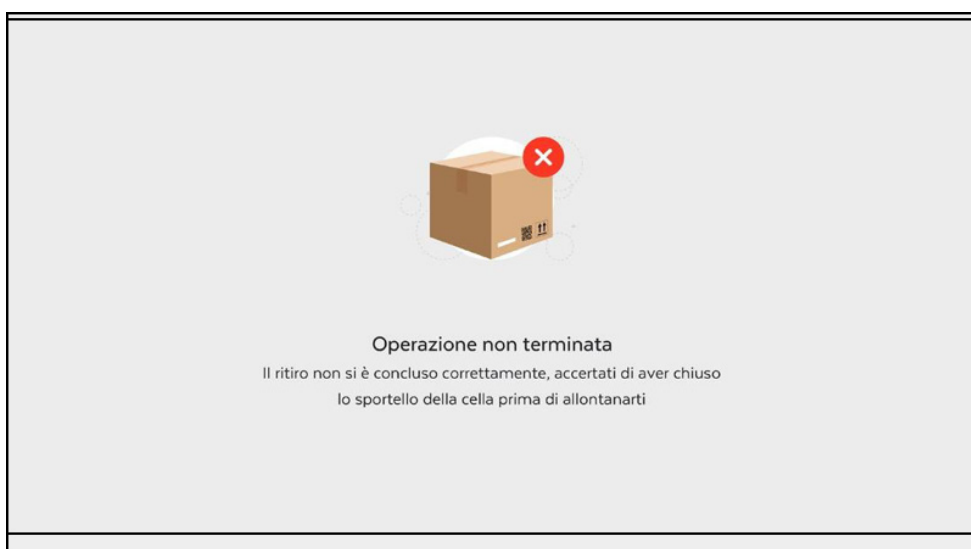 Operazione non terminata
Il ritiro non si è concluso correttamente, accertati di aver chiuso
lo sportello della cella prima di allontanarti